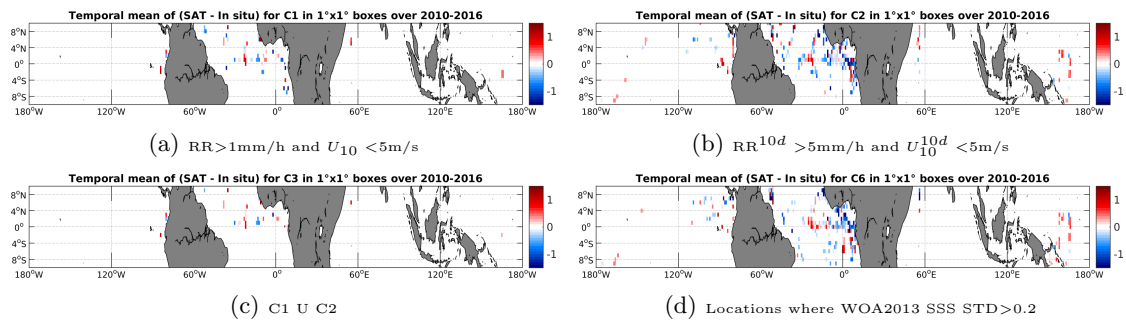 Temporal mean of (SAT - In situ) for C1 in 1°x1° boxes over 2010-2016
8°N
4°N
0°
4°S
8°S
180°W 120°W 60°W 0° 60°E 120°E 180°W
1
0
-1
(a) RR>1mm/h and U10 <5m/s
Temporal mean of (SAT - In situ) for C2 in 1°x1° boxes over 2010-2016
8°N
4°N
0°
4°S
8°S
180°W 120°W 60°W 0° 60°E 120°E 180°W
1
0
-1
(b) RR^10d >5mm/h and U10^10d <5m/s
Temporal mean of (SAT - In situ) for C3 in 1°x1° boxes over 2010-2016
8°N
4°N
0°
4°S
8°S
180°W 120°W 60°W 0° 60°E 120°E 180°W
1
0
-1
(c) C1 U C2
Temporal mean of (SAT - In situ) for C6 in 1°x1° boxes over 2010-2016
8°N
4°N
0°
4°S
8°S
180°W 120°W 60°W 0° 60°E 120°E 180°W
1
0
-1
(d) Locations where WOA2013 SSS STD>0.2